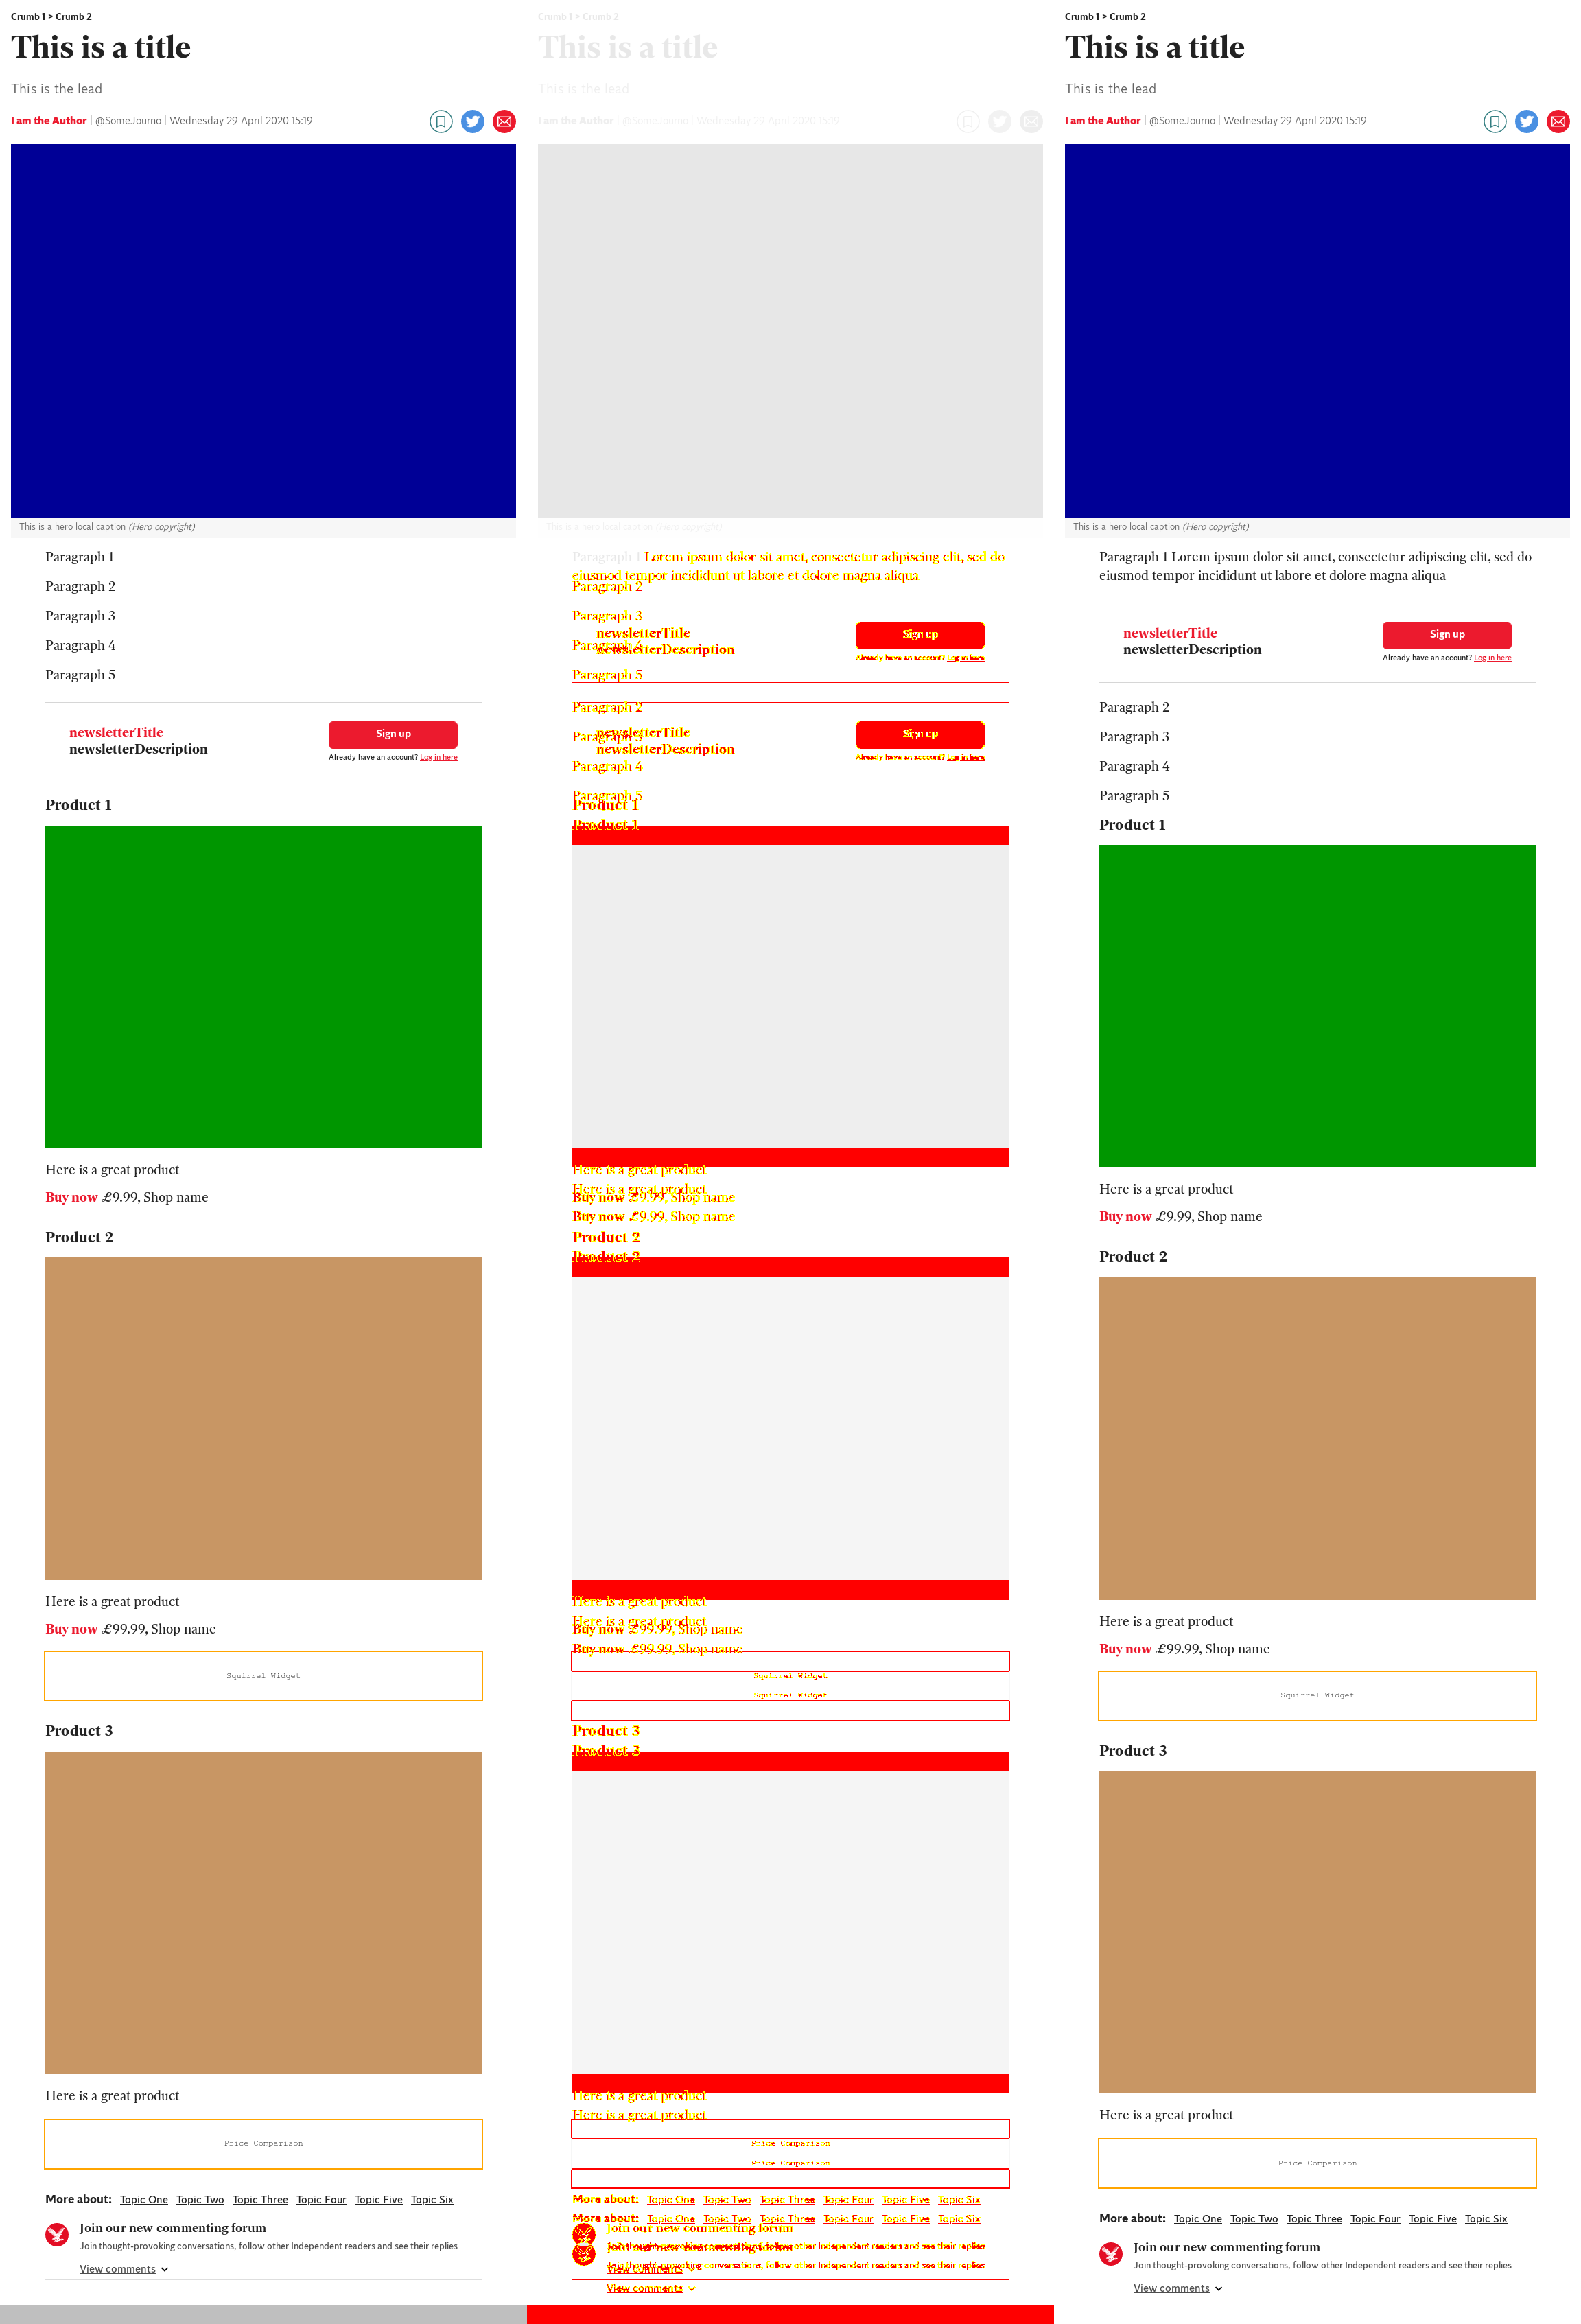 Crumb 1 > Crumb 2
This is a title
This is the lead
I am the Author | @SomeJourno | Wednesday 29 April 2020 15:19
This is a hero local caption (Hero copyright)
Paragraph 1
Paragraph 2
Paragraph 3
Paragraph 4
Paragraph 5
newsletterTitle
newsletterDescription
Sign up
Already have an account? Log in here
Product 1
Here is a great product
Buy now £9.99, Shop name
Product 2
Here is a great product
Buy now £99.99, Shop name
Squirrel Widget
Product 3
Here is a great product
Price Comparison
More about: Topic One Topic Two Topic Three Topic Four Topic Five Topic Six
Join our new commenting forum
Join thought-provoking conversations, follow other Independent readers and see their replies
View comments
Crumb 1 > Crumb 2
This is a title
This is the lead
I am the Author | @SomeJourno | Wednesday 29 April 2020 15:19
This is a hero local caption (Hero copyright)
Paragraph 1 Lorem ipsum dolor sit amet, consectetur adipiscing elit, sed do
eiusmod tempor incididunt ut labore et dolore magna aliqua
Paragraph 2
Paragraph 3
newsletterTitle
Sign up
Paragraph 4
newsletterDescription
Already have an account? Log in here
Paragraph 5
Paragraph 2
newsletterTitle
Sign up
Paragraph 3
newsletterDescription
Already have an account? Log in here
Paragraph 4
Paragraph 5
Product 1
Product 1
Here is a great product
Here is a great product
Buy now £9.99, Shop name
Buy now £9.99, Shop name
Product 2
Product 2
Here is a great product
Here is a great product
Buy now £99.99, Shop name
Buy now £99.99, Shop name
Squirrel Widget
Squirrel Widget
Product 3
Product 3
Here is a great product
Here is a great product
Price Comparison
Price Comparison
More about: Topic One Topic Two Topic Three Topic Four Topic Five Topic Six
More about: Topic One Topic Two Topic Three Topic Four Topic Five Topic Six
Join our new commenting forum
Join thought-provoking conversations, follow other Independent readers and see their replies
Join our new commenting forum
Join thought-provoking conversations, follow other Independent readers and see their replies
View comments
View comments
Crumb 1 > Crumb 2
This is a title
This is the lead
I am the Author | @SomeJourno | Wednesday 29 April 2020 15:19
This is a hero local caption (Hero copyright)
Paragraph 1 Lorem ipsum dolor sit amet, consectetur adipiscing elit, sed do
eiusmod tempor incididunt ut labore et dolore magna aliqua
newsletterTitle
newsletterDescription
Sign up
Already have an account? Log in here
Paragraph 2
Paragraph 3
Paragraph 4
Paragraph 5
Product 1
Here is a great product
Buy now £9.99, Shop name
Product 2
Here is a great product
Buy now £99.99, Shop name
Squirrel Widget
Product 3
Here is a great product
Price Comparison
More about: Topic One Topic Two Topic Three Topic Four Topic Five Topic Six
Join our new commenting forum
Join thought-provoking conversations, follow other Independent readers and see their replies
View comments